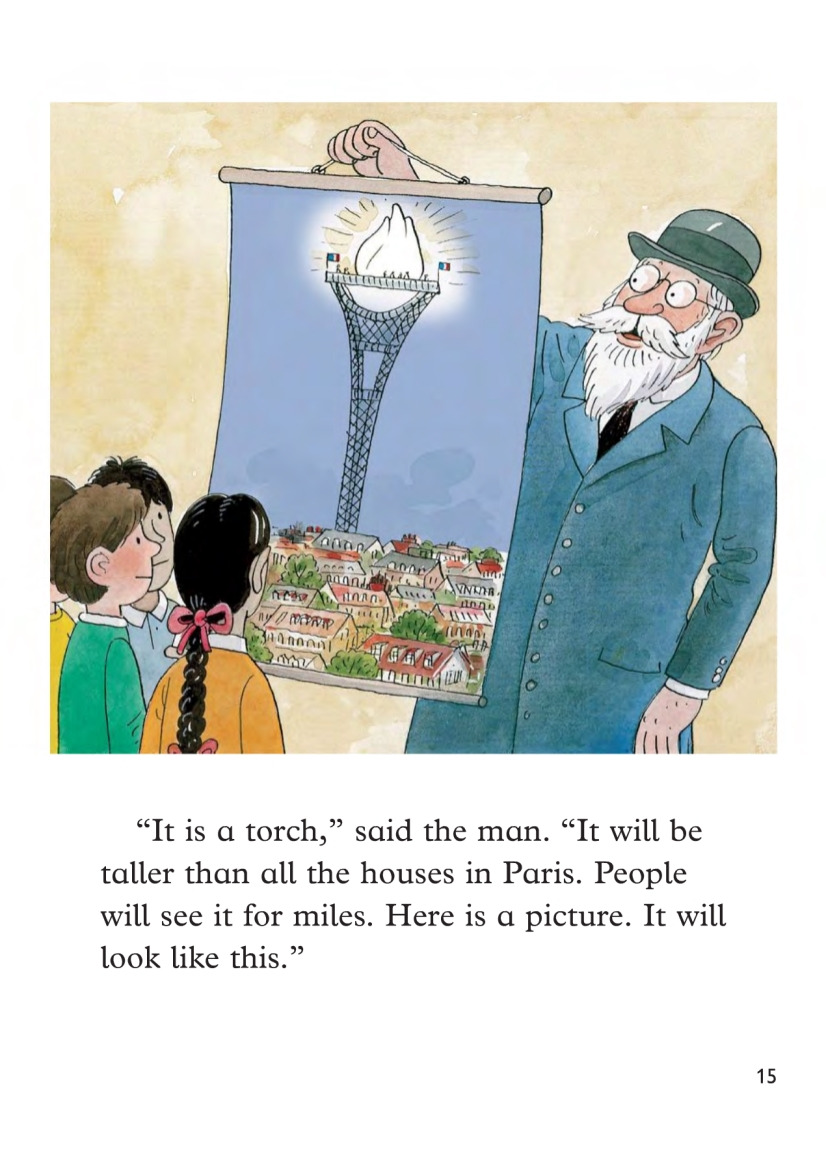 “It is a torch,” said the man. “It will be
taller than all the houses in Paris. People
will see it for miles. Here is a picture. It will
look like this.”
15